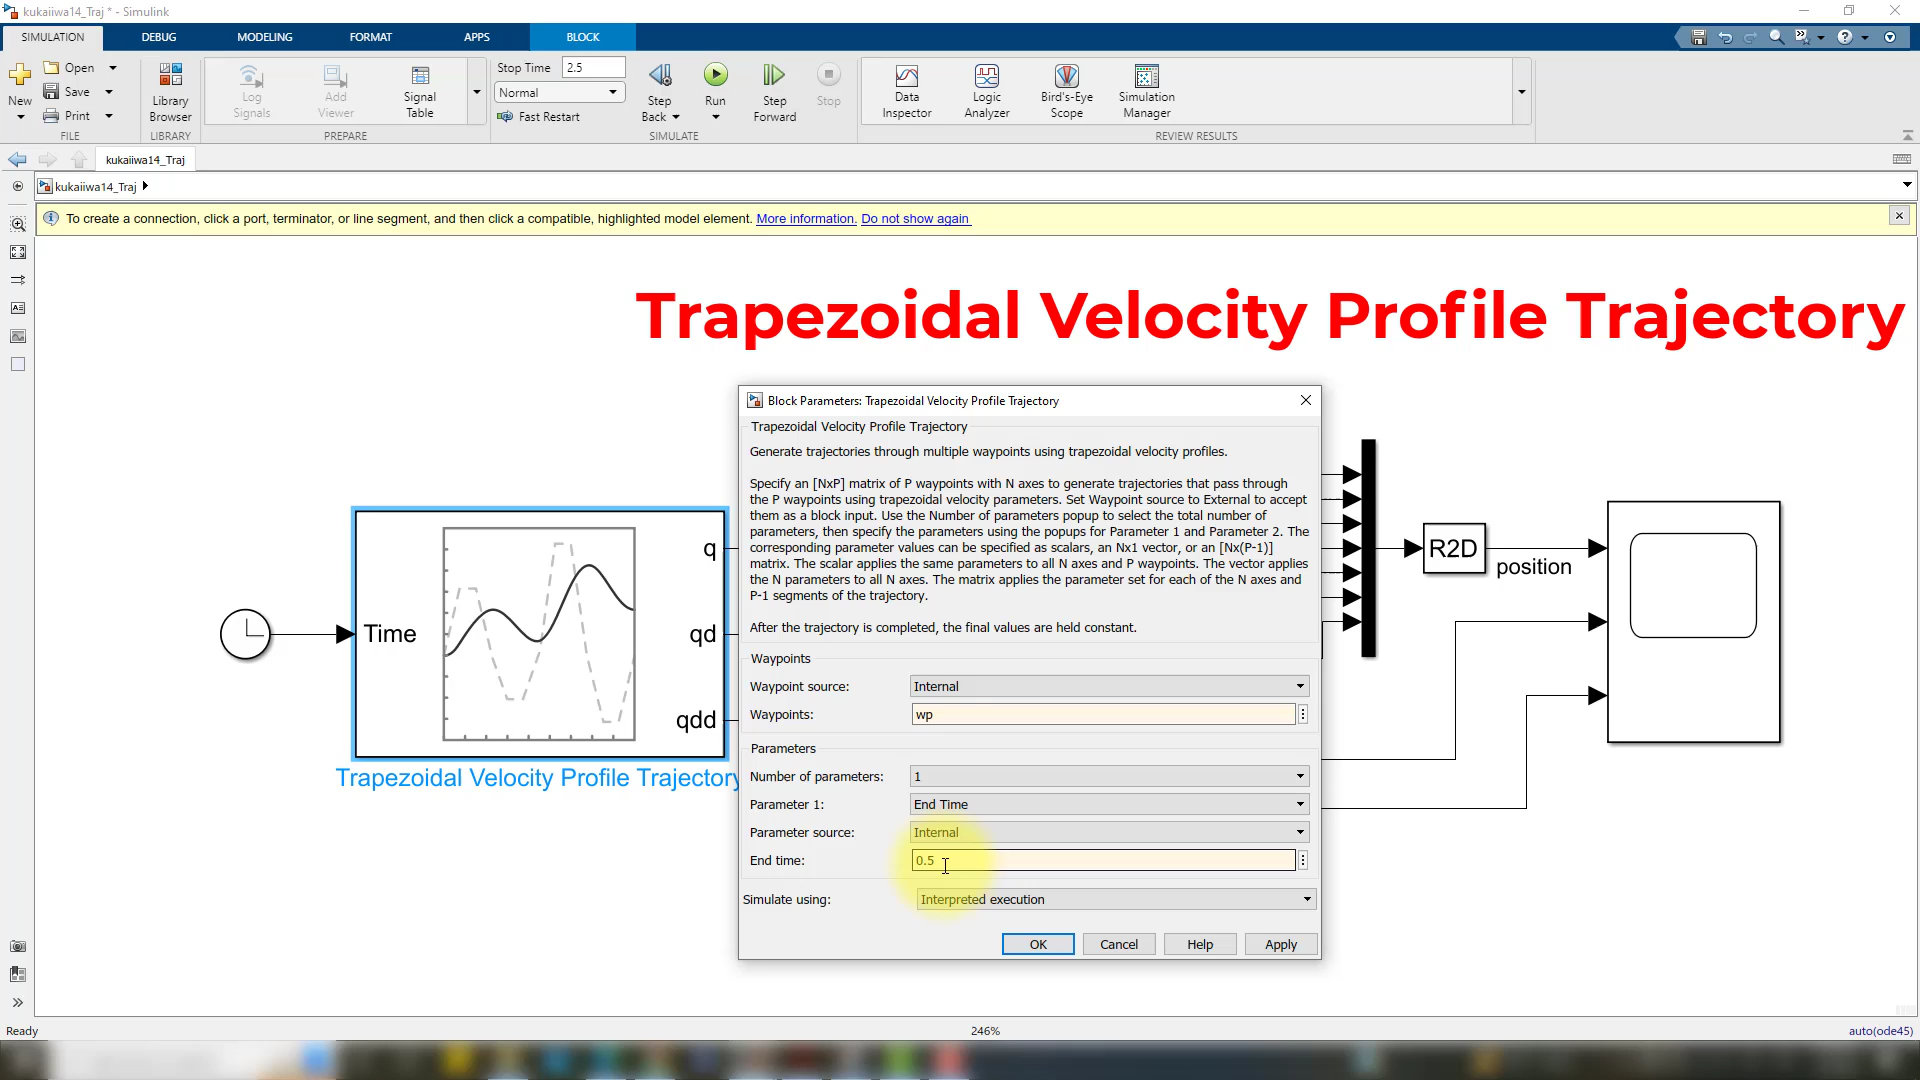 kukaiiwa14_Traj * - Simulink
SIMULATION
DEBUG
MODELING
FORMAT
APPS
BLOCK
New
Open
Save
Print
FILE
Library
Browser
LIBRARY
Log
Signals
Add
Viewer
Signal
Table
PREPARE
Stop Time 2.5
Normal
Fast Restart
Step
Back
Run
Step
Forward
Stop
SIMULATE
Data
Inspector
Logic
Analyzer
Bird's-Eye
Scope
Simulation
Manager
REVIEW RESULTS
kukaiiwa14_Traj
kukaiiwa14_Traj
To create a connection, click a port, terminator, or line segment, and then click a compatible, highlighted model element. More information. Do not show again
Trapezoidal Velocity Profile Trajectory
Time
q
qd
qdd
Trapezoidal Velocity Profile Trajectory
Block Parameters: Trapezoidal Velocity Profile Trajectory
Trapezoidal Velocity Profile Trajectory
Generate trajectories through multiple waypoints using trapezoidal velocity profiles.
Specify an [NxP] matrix of P waypoints with N axes to generate trajectories that pass through
the P waypoints using trapezoidal velocity parameters. Set Waypoint source to External to accept
them as a block input. Use the Number of parameters popup to select the total number of
parameters, then specify the parameters using the popups for Parameter 1 and Parameter 2. The
corresponding parameter values can be specified as scalars, an Nx1 vector, or an [Nx(P-1)]
matrix. The scalar applies the same parameters to all N axes and P waypoints. The vector applies
the N parameters to all N axes. The matrix applies the parameter set for each of the N axes and
P-1 segments of the trajectory.
After the trajectory is completed, the final values are held constant.
Waypoints
Waypoint source: Internal
Waypoints: wp
Parameters
Number of parameters: 1
Parameter 1: End Time
Parameter source: Internal
End time: 0.5
Simulate using: Interpreted execution
OK
Cancel
Help
Apply
R2D
position
Ready
246%
auto(ode45)